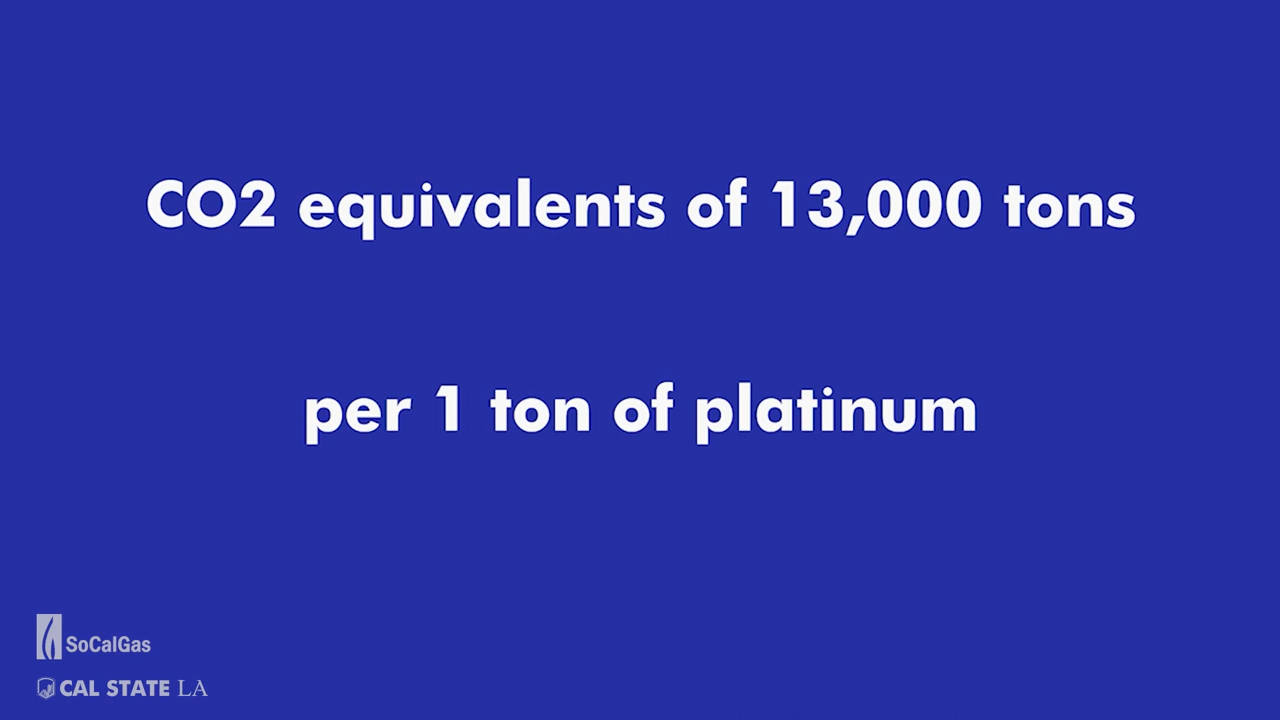 CO2 equivalents of 13,000 tons
per 1 ton of platinum
SoCalGas
CAL STATE LA